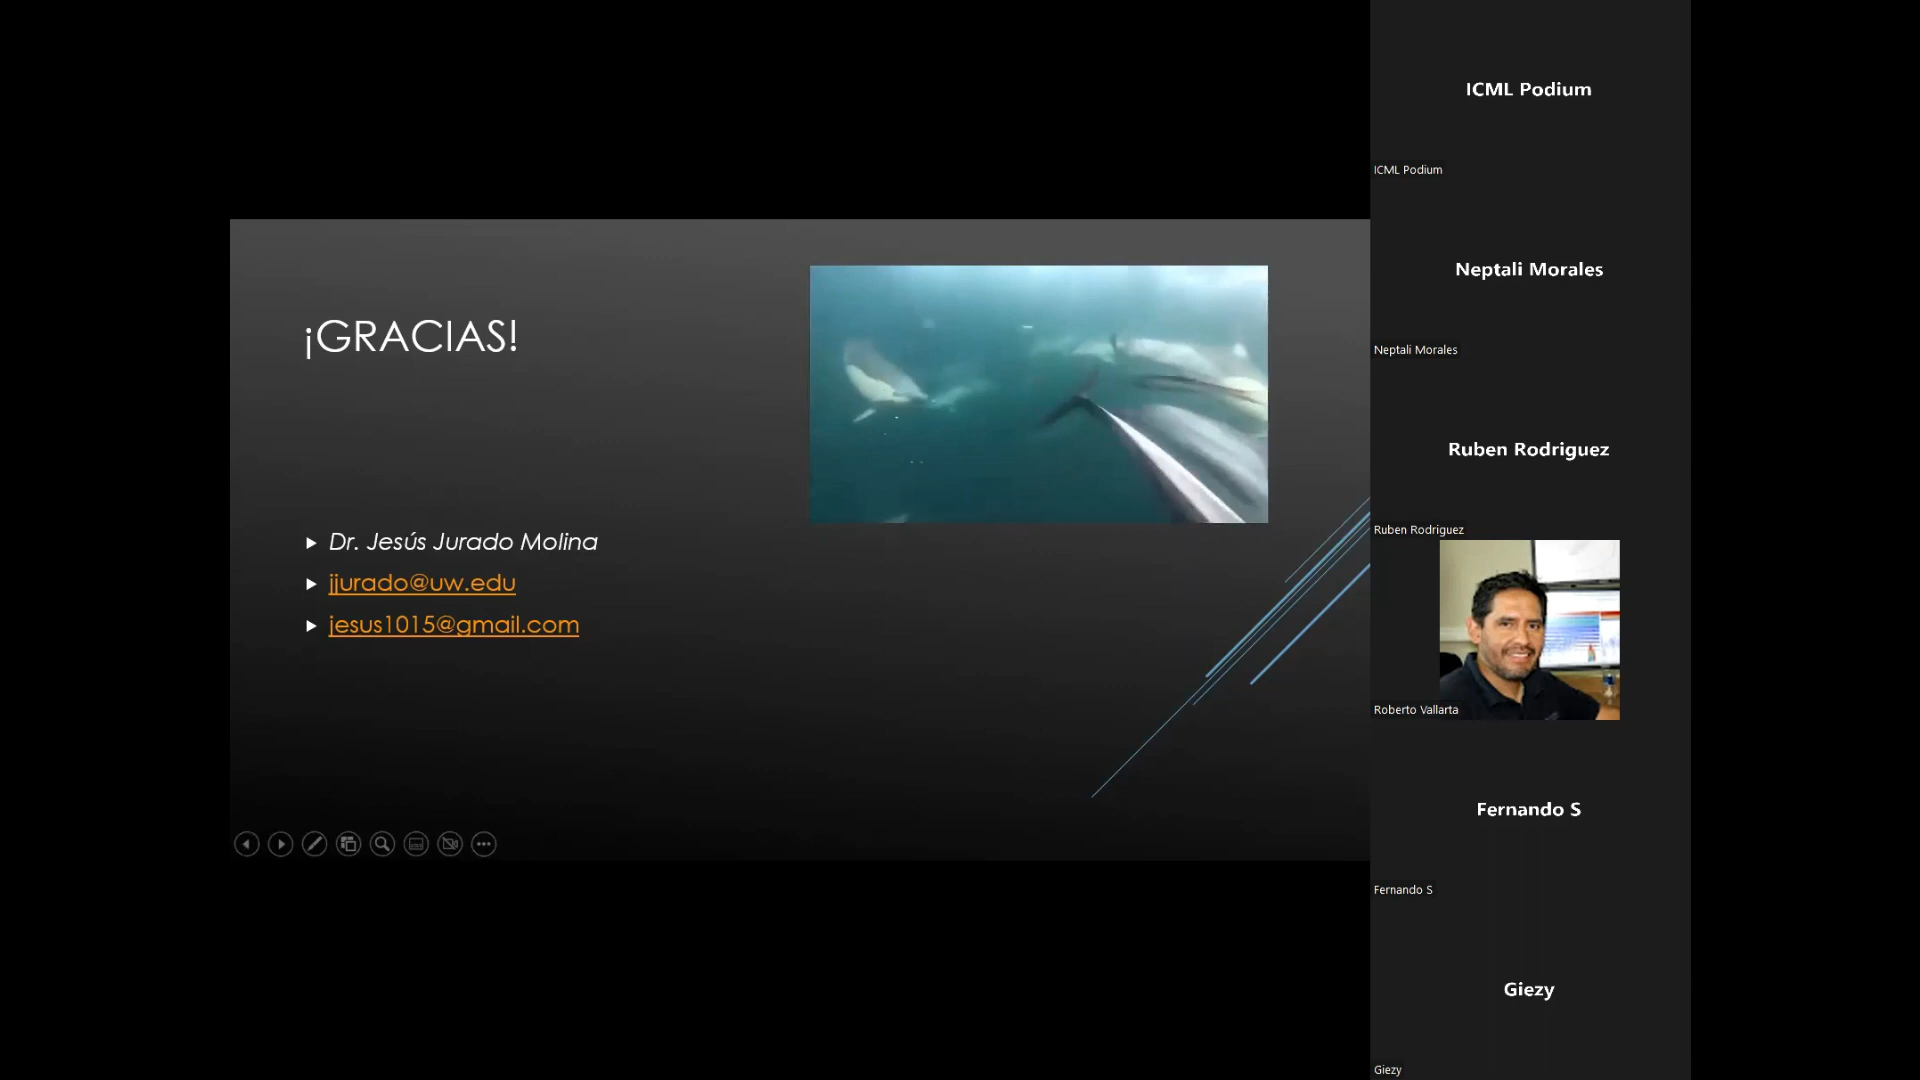 ¡GRACIAS!
Dr. Jesús Jurado Molina
jjurado@uw.edu
jesus1015@gmail.com
ICML Podium
ICML Podium
Neptali Morales
Neptali Morales
Ruben Rodriguez
Ruben Rodriguez
Roberto Vallarta
Fernando S
Fernando S
Giezy
Giezy